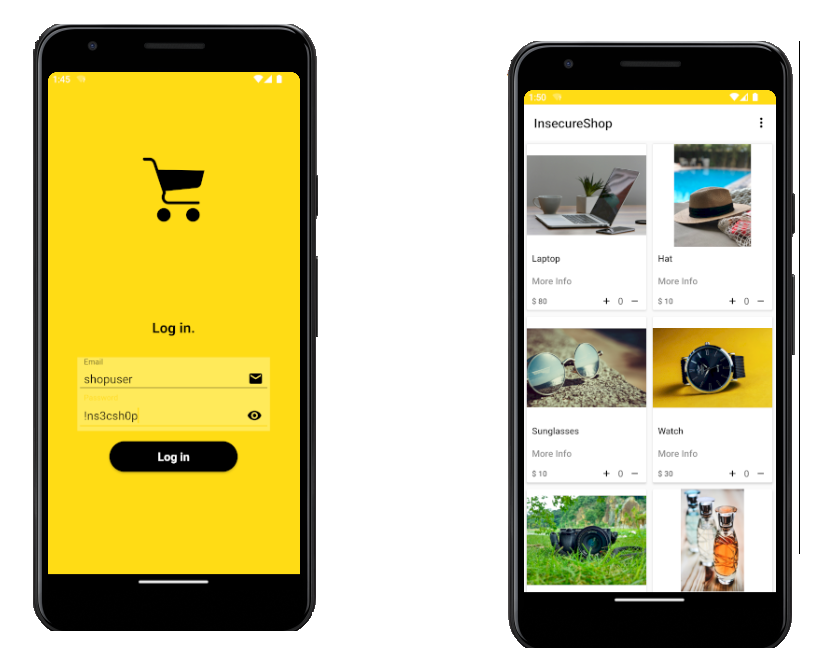 1:45
Log in.
Email
shopuser
Password
!ns3csh0p
Log in
1:50
InsecureShop
Laptop
More Info
$ 80
+ 0 −
Hat
More Info
$ 10
+ 0 −
Sunglasses
More Info
$ 10
+ 0 −
Watch
More Info
$ 30
+ 0 −